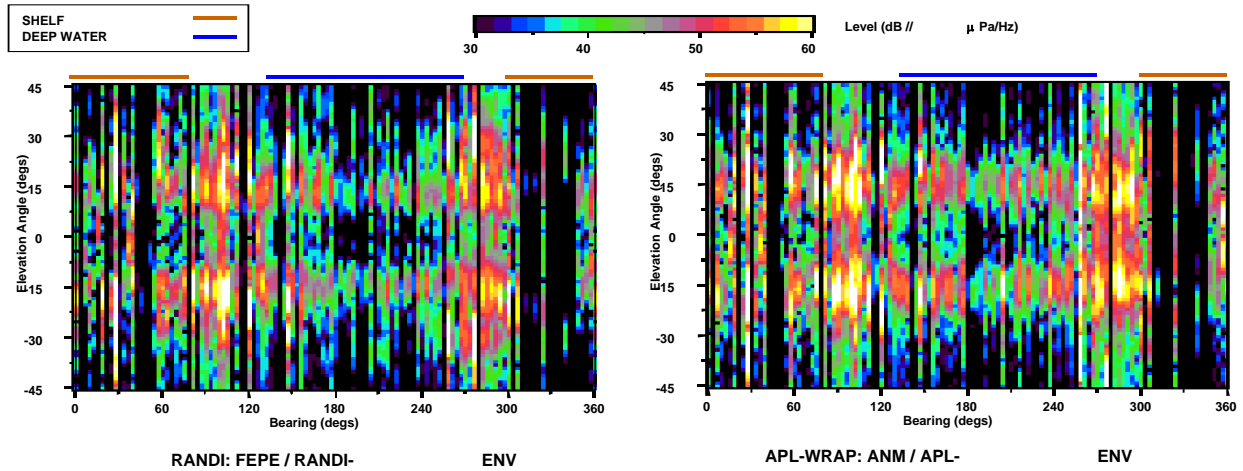 SHELF
DEEP WATER
30 40 50 60
Level (dB // μ Pa/Hz)
45
30
15
0
-15
-30
-45
Elevation Angle (degs)
0 60 120 180 240 300 360
Bearing (degs)
RANDI: FEPE / RANDI- ENV
45
30
15
0
-15
-30
-45
Elevation Angle (degs)
0 60 120 180 240 300 360
Bearing (degs)
APL-WRAP: ANM / APL- ENV